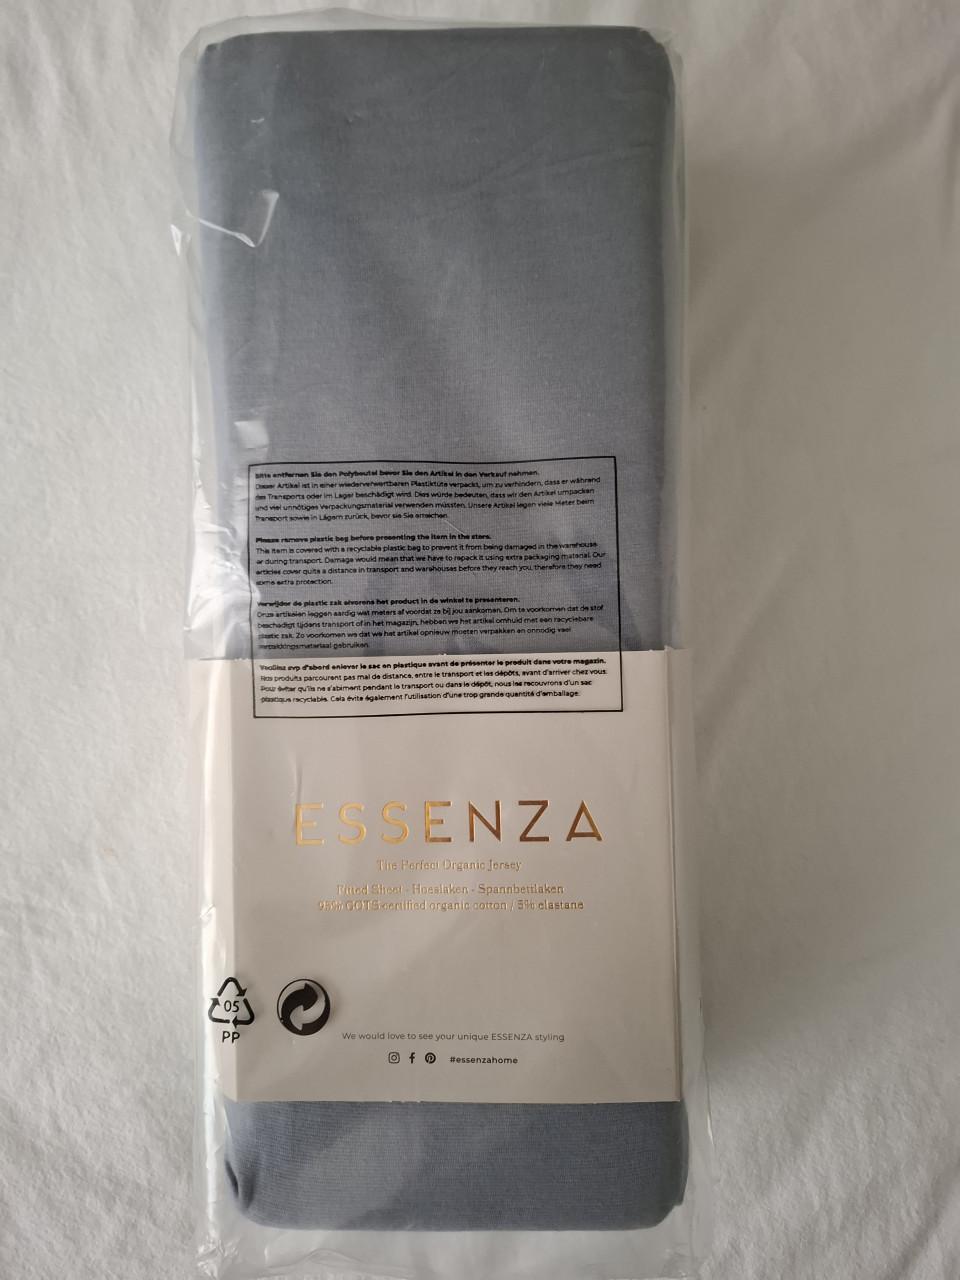 Bitte entfernen Sie den Polybeutel bevor Sie den Artikel in den Verkauf nehmen.
Dieser Artikel ist in einer wiederverwertbaren Plastiktüte verpackt, um zu verhindern, dass er während
des Transports oder im Lager beschädigt wird. Dies würde bedeuten, dass wir den Artikel umpacken
und viel unnötiges Verpackungsmaterial verwenden müssten. Unsere Artikel legen viele Meter beim
Transport sowie in Lägern zurück, bevor sie Sie erreichen.
Please remove plastic bag before presenting the item in the store.
This item is covered with a recyclable plastic bag to prevent it from being damaged in the warehouse
or during transport. Damage would mean that we have to repack it using extra packaging material. Our
articles cover quite a distance in transport and warehouses before they reach you, therefore they need
some extra protection.
Verwijder de plastic zak alvorens het product in de winkel te presenteren.
Onze artikelen leggen aardig wat meters af voordat ze bij jou aankomen. Om te voorkomen dat de stof
beschadigt tijdens transport of in het magazijn, hebben we het artikel omhuld met een recyclebare
plastic zak. Zo voorkomen we dat we het artikel opnieuw moeten verpakken en onnodig veel
verpakkingsmateriaal gebruiken.
Veuillez svp d'abord enlever le sac en plastique avant de présenter le produit dans votre magazin.
Nos produits parcourent pas mal de distance, entre le transport et les dépôts, avant d'arriver chez vous.
Pour éviter qu'ils ne s'abiment pendant le transport ou dans le dépôt, nous les recouvrons d'un sac
plastique recyclable. Cela évite également l'utilisation d'une trop grande quantité d'emballage.
ESSENZA
The Perfect Organic Jersey
Fitted Sheet - Hoeslaken - Spannbettlaken
95% GOTS-certified organic cotton / 5% elastane
05
PP
We would love to see your unique ESSENZA styling
#essenzahome